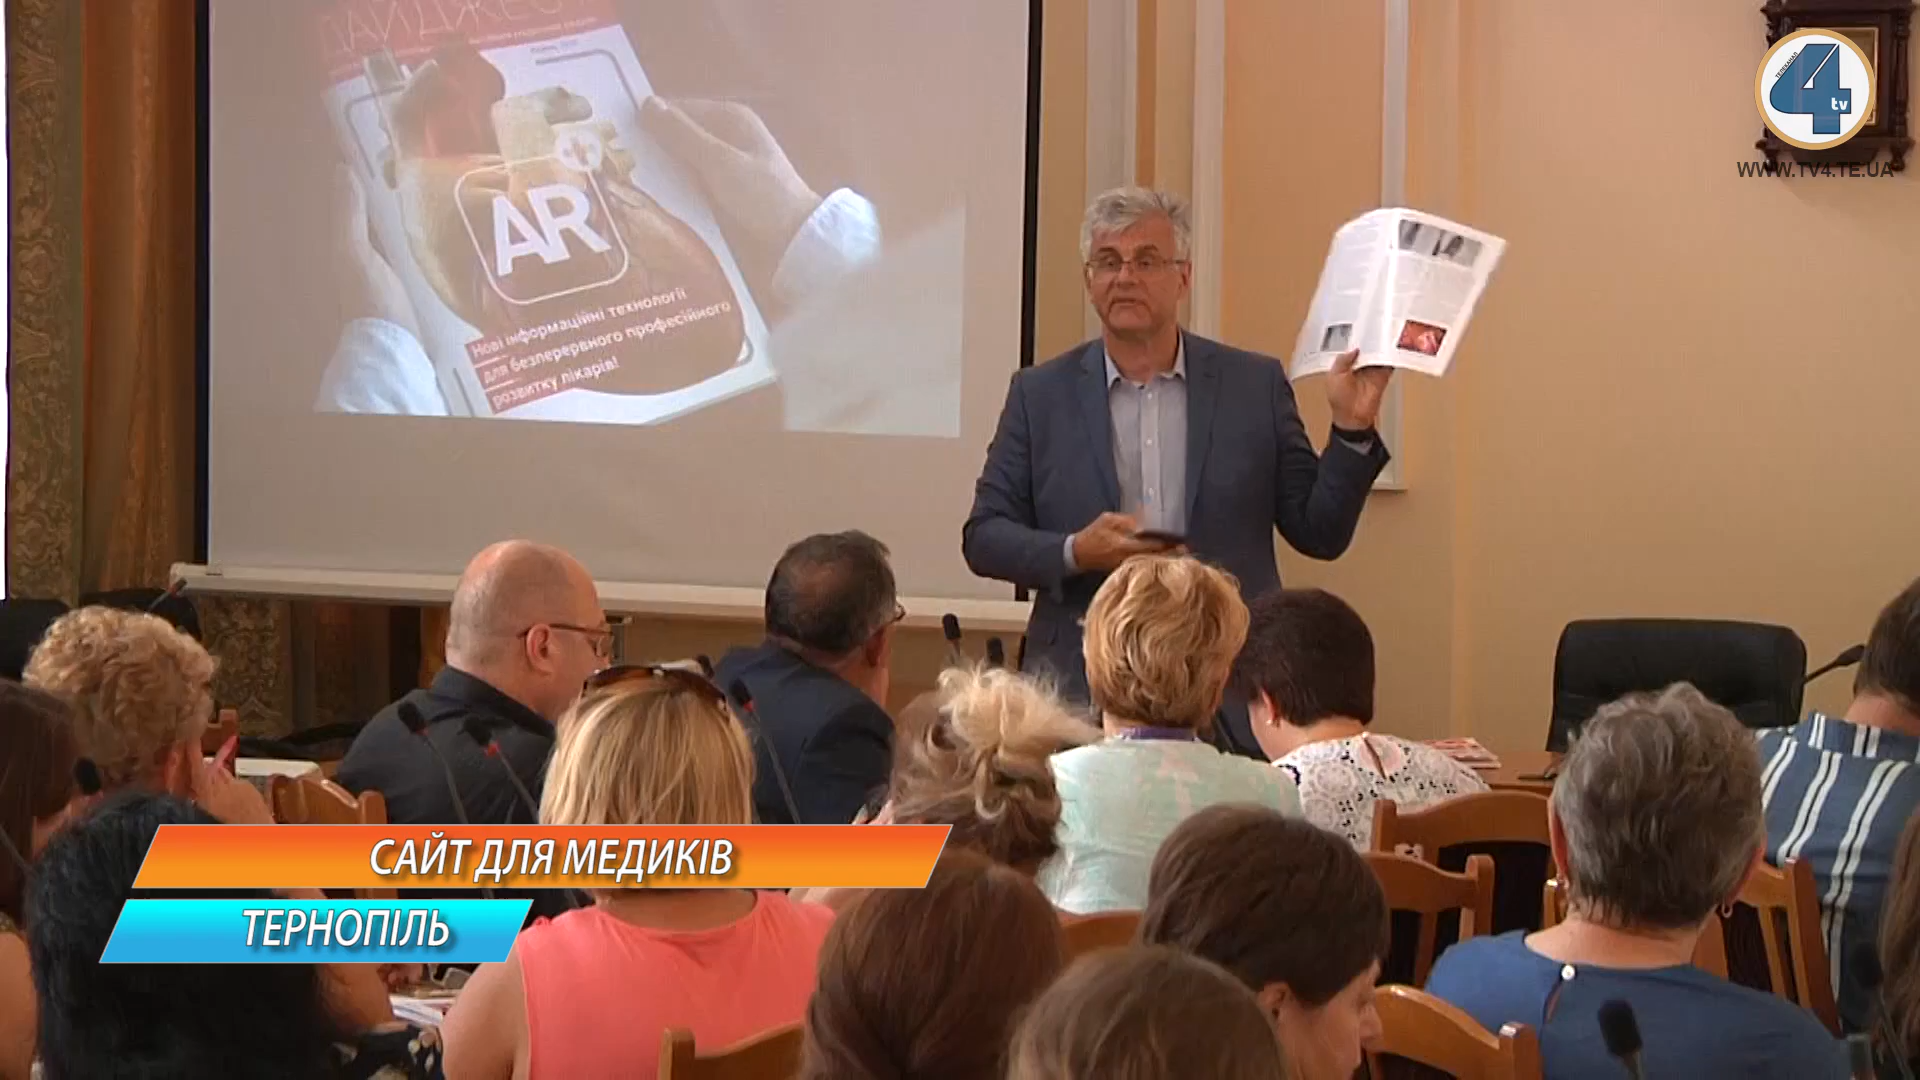 ДАЙДЖЕСТ
AR
Нові інформаційні технології
для безперервного професійного
розвитку лікарів!
ТЕЛЕКАНАЛ
4
tv
WWW.TV4.TE.UA
САЙТ ДЛЯ МЕДИКІВ
ТЕРНОПІЛЬ